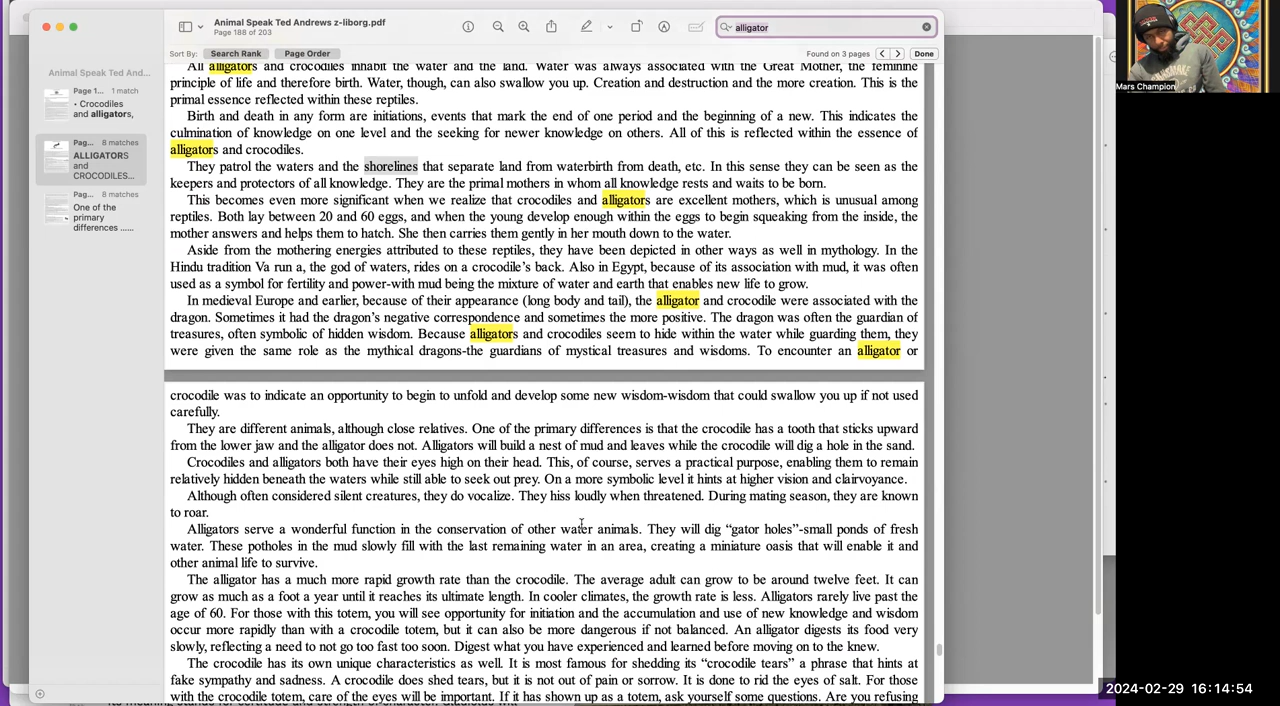 Animal Speak Ted Andrews z-liborg.pdf
Page 188 of 203
alligator
Sort By: Search Rank Page Order
Found on 3 pages
Done
Animal Speak Ted And...
Page 1... 1 match
• Crocodiles
and alligators,
Pag... 8 matches
ALLIGATORS
and
CROCODILES...
Pag... 8 matches
One of the
primary
differences ......
All alligators and crocodiles inhabit the water and the land. Water was always associated with the Great Mother, the feminine
principle of life and therefore birth. Water, though, can also swallow you up. Creation and destruction and the more creation. This is the
primal essence reflected within these reptiles.
Birth and death in any form are initiations, events that mark the end of one period and the beginning of a new. This indicates the
culmination of knowledge on one level and the seeking for newer knowledge on others. All of this is reflected within the essence of
alligators and crocodiles.
They patrol the waters and the shorelines that separate land from waterbirth from death, etc. In this sense they can be seen as the
keepers and protectors of all knowledge. They are the primal mothers in whom all knowledge rests and waits to be born.
This becomes even more significant when we realize that crocodiles and alligators are excellent mothers, which is unusual among
reptiles. Both lay between 20 and 60 eggs, and when the young develop enough within the eggs to begin squeaking from the inside, the
mother answers and helps them to hatch. She then carries them gently in her mouth down to the water.
Aside from the mothering energies attributed to these reptiles, they have been depicted in other ways as well in mythology. In the
Hindu tradition Va run a, the god of waters, rides on a crocodile’s back. Also in Egypt, because of its association with mud, it was often
used as a symbol for fertility and power-with mud being the mixture of water and earth that enables new life to grow.
In medieval Europe and earlier, because of their appearance (long body and tail), the alligator and crocodile were associated with the
dragon. Sometimes it had the dragon’s negative correspondence and sometimes the more positive. The dragon was often the guardian of
treasures, often symbolic of hidden wisdom. Because alligators and crocodiles seem to hide within the water while guarding them, they
were given the same role as the mythical dragons-the guardians of mystical treasures and wisdoms. To encounter an alligator or
crocodile was to indicate an opportunity to begin to unfold and develop some new wisdom-wisdom that could swallow you up if not used
carefully.
They are different animals, although close relatives. One of the primary differences is that the crocodile has a tooth that sticks upward
from the lower jaw and the alligator does not. Alligators will build a nest of mud and leaves while the crocodile will dig a hole in the sand.
Crocodiles and alligators both have their eyes high on their head. This, of course, serves a practical purpose, enabling them to remain
relatively hidden beneath the waters while still able to seek out prey. On a more symbolic level it hints at higher vision and clairvoyance.
Although often considered silent creatures, they do vocalize. They hiss loudly when threatened. During mating season, they are known
to roar.
Alligators serve a wonderful function in the conservation of other water animals. They will dig “gator holes”-small ponds of fresh
water. These potholes in the mud slowly fill with the last remaining water in an area, creating a miniature oasis that will enable it and
other animal life to survive.
The alligator has a much more rapid growth rate than the crocodile. The average adult can grow to be around twelve feet. It can
grow as much as a foot a year until it reaches its ultimate length. In cooler climates, the growth rate is less. Alligators rarely live past the
age of 60. For those with this totem, you will see opportunity for initiation and the accumulation and use of new knowledge and wisdom
occur more rapidly than with a crocodile totem, but it can also be more dangerous if not balanced. An alligator digests its food very
slowly, reflecting a need to not go too fast too soon. Digest what you have experienced and learned before moving on to the knew.
The crocodile has its own unique characteristics as well. It is most famous for shedding its “crocodile tears” a phrase that hints at
fake sympathy and sadness. A crocodile does shed tears, but it is not out of pain or sorrow. It is done to rid the eyes of salt. For those
with the crocodile totem, care of the eyes will be important. If it has shown up as a totem, ask yourself some questions. Are you refusing
Mars Champion
2024-02-29 16:14:54